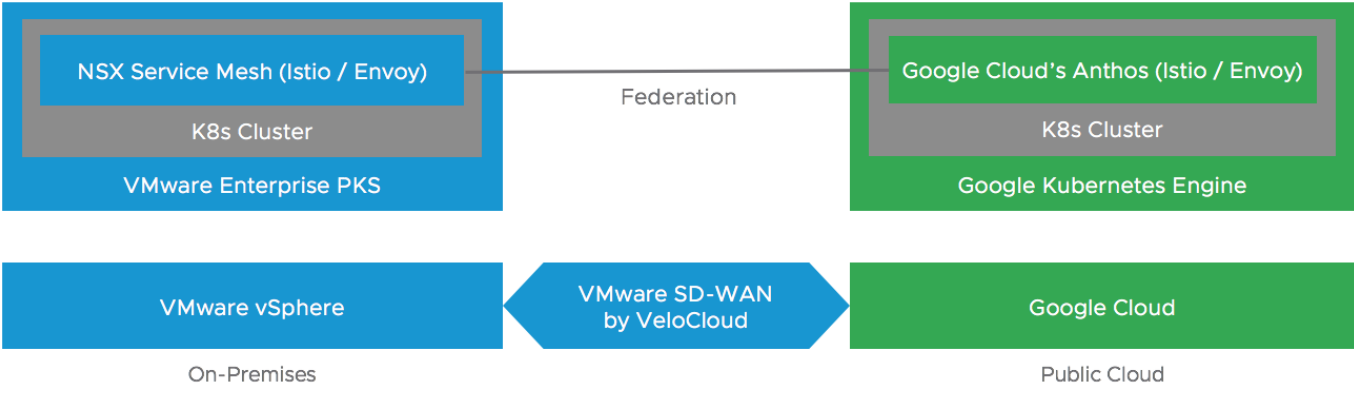 NSX Service Mesh (Istio / Envoy)
Google Cloud's Anthos (Istio / Envoy)
Federation
K8s Cluster
K8s Cluster
VMware Enterprise PKS
Google Kubernetes Engine
VMware vSphere
VMware SD-WAN
by VeloCloud
Google Cloud
On-Premises
Public Cloud